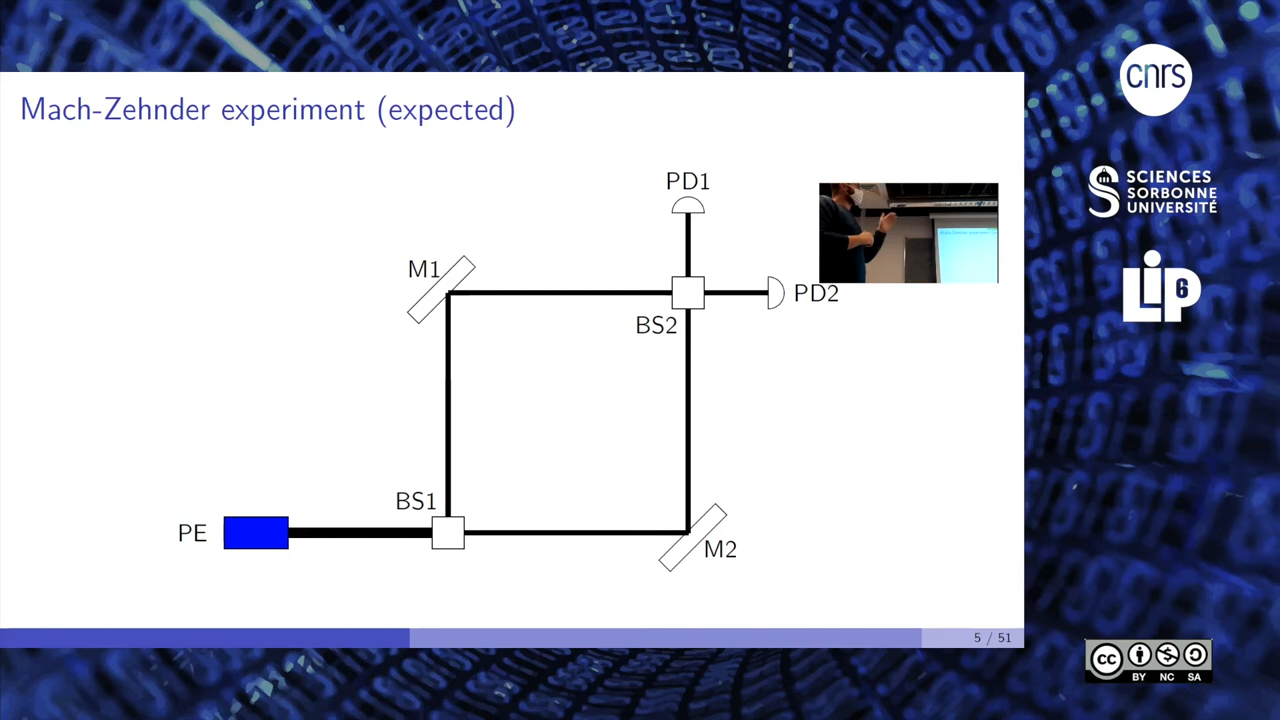 Mach-Zehnder experiment (expected)
PD1
M1
PD2
BS2
BS1
PE
M2
5 / 51
cnrs
SCIENCES
SORBONNE
UNIVERSITÉ
LIP6
cc
BY NC SA